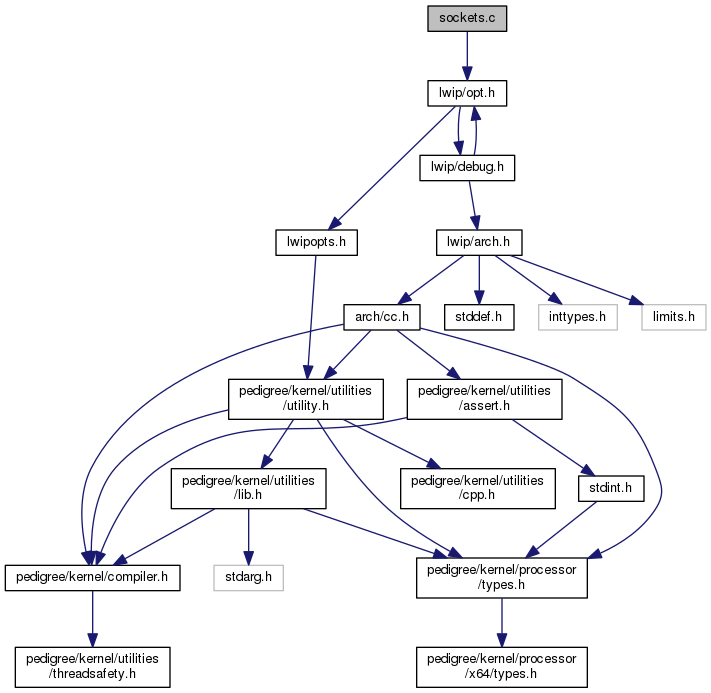 sockets.c
lwip/opt.h
lwip/debug.h
lwipopts.h
lwip/arch.h
arch/cc.h
stddef.h
inttypes.h
limits.h
pedigree/kernel/utilities
/utility.h
pedigree/kernel/utilities
/assert.h
pedigree/kernel/utilities
/lib.h
pedigree/kernel/utilities
/cpp.h
stdint.h
pedigree/kernel/compiler.h
stdarg.h
pedigree/kernel/processor
/types.h
pedigree/kernel/utilities
/threadsafety.h
pedigree/kernel/processor
/x64/types.h